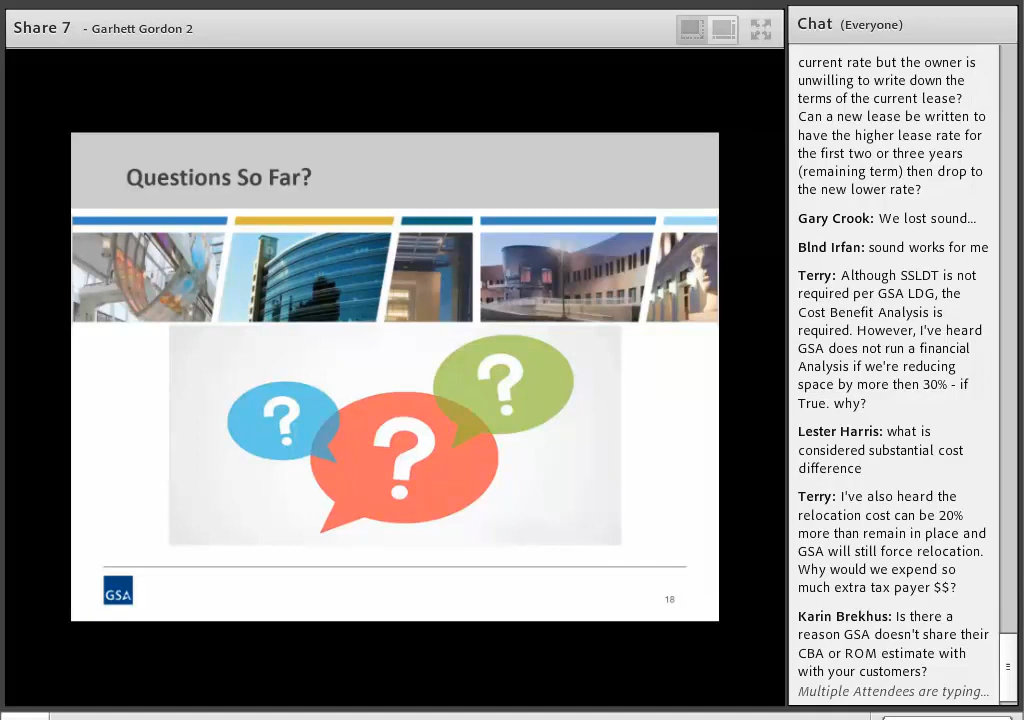 Share 7 - Garhett Gordon 2
Questions So Far?
? ? ?
GSA
18
Chat (Everyone)
current rate but the owner is
unwilling to write down the
terms of the current lease?
Can a new lease be written to
have the higher lease rate for
the first two or three years
(remaining term) then drop to
the new lower rate?
Gary Crook: We lost sound...
Blnd Irfan: sound works for me
Terry: Although SSLDT is not
required per GSA LDG, the
Cost Benefit Analysis is
required. However, I've heard
GSA does not run a financial
Analysis if we're reducing
space by more then 30% - if
True. why?
Lester Harris: what is
considered substantial cost
difference
Terry: I've also heard the
relocation cost can be 20%
more than remain in place and
GSA will still force relocation.
Why would we expend so
much extra tax payer $$?
Karin Brekhus: Is there a
reason GSA doesn't share their
CBA or ROM estimate with
with your customers?
Multiple Attendees are typing...